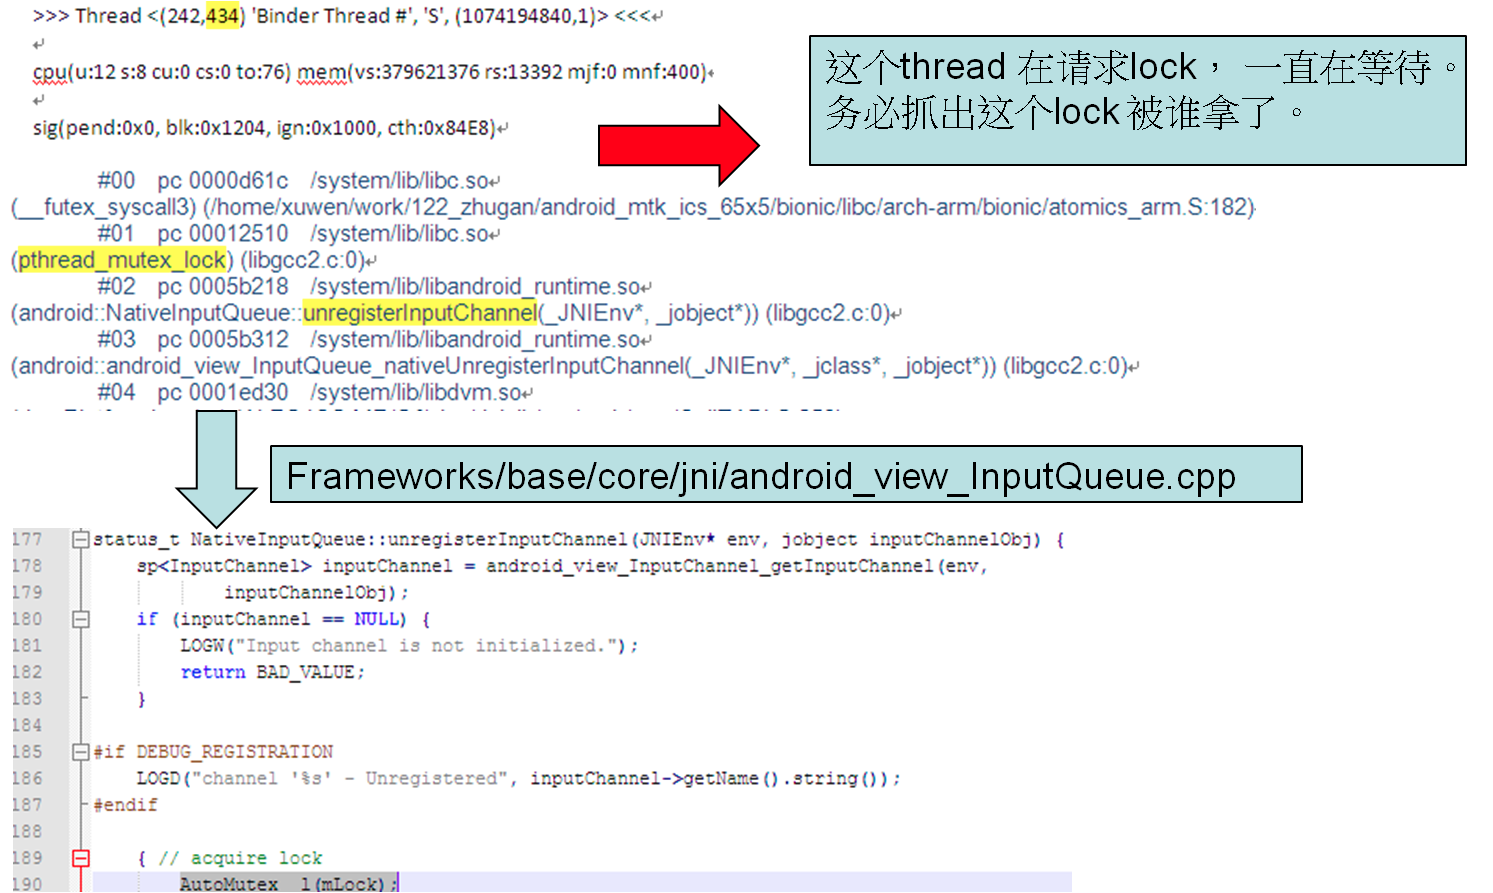 >>> Thread <(242,434) 'Binder Thread #', 'S', (1074194840,1)> <<<↵
↵
cpu(u:12 s:8 cu:0 cs:0 to:76) mem(vs:379621376 rs:13392 mjf:0 mnf:400)↵
↵
sig(pend:0x0, blk:0x1204, ign:0x1000, cth:0x84E8)↵
这个thread 在请求lock， 一直在等待。
务必抓出这个lock 被谁拿了。
#00 pc 0000d61c /system/lib/libc.so↵
(__futex_syscall3) (/home/xuwen/work/122_zhugan/android_mtk_ics_65x5/bionic/libc/arch-arm/bionic/atomics_arm.S:182)
#01 pc 00012510 /system/lib/libc.so↵
(pthread_mutex_lock) (libgcc2.c:0)↵
#02 pc 0005b218 /system/lib/libandroid_runtime.so↵
(android::NativeInputQueue::unregisterInputChannel(_JNIEnv*, _jobject*)) (libgcc2.c:0)↵
#03 pc 0005b312 /system/lib/libandroid_runtime.so↵
(android::android_view_InputQueue_nativeUnregisterInputChannel(_JNIEnv*, _jclass*, _jobject*)) (libgcc2.c:0)↵
#04 pc 0001ed30 /system/lib/libdvm.so↵
Frameworks/base/core/jni/android_view_InputQueue.cpp
177 status_t NativeInputQueue::unregisterInputChannel(JNIEnv* env, jobject inputChannelObj) {
178 sp<InputChannel> inputChannel = android_view_InputChannel_getInputChannel(env,
179 inputChannelObj);
180 if (inputChannel == NULL) {
181 LOGW("Input channel is not initialized.");
182 return BAD_VALUE;
183 }
184
185 #if DEBUG_REGISTRATION
186 LOGD("channel '%s' - Unregistered", inputChannel->getName().string());
187 #endif
188
189 { // acquire lock
190 AutoMutex _l(mLock);